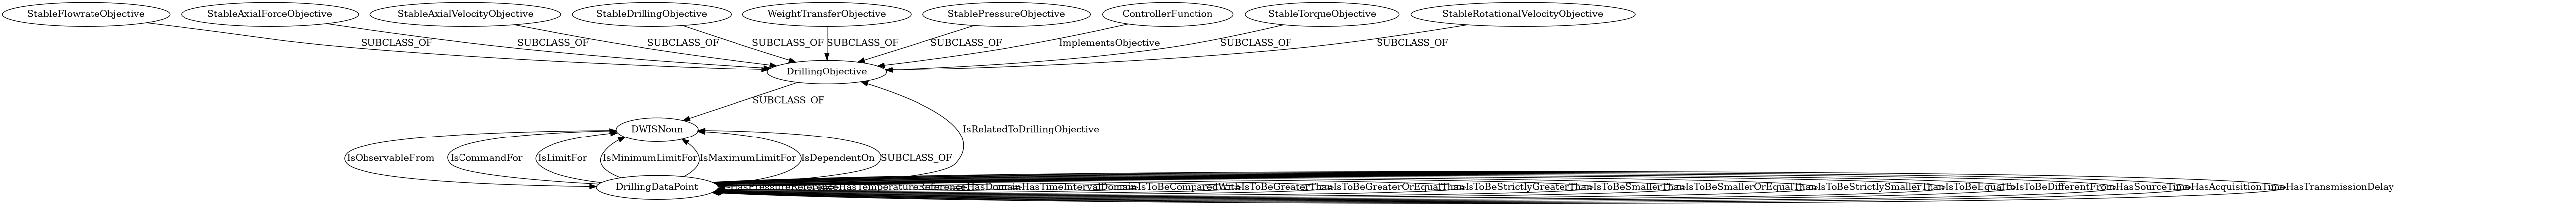 StableFlowrateObjective
StableAxialForceObjective
StableAxialVelocityObjective
StableDrillingObjective
WeightTransferObjective
StablePressureObjective
ControllerFunction
StableTorqueObjective
StableRotationalVelocityObjective
SUBCLASS_OF
SUBCLASS_OF
SUBCLASS_OF
SUBCLASS_OF
SUBCLASS_OF
SUBCLASS_OF
ImplementsObjective
SUBCLASS_OF
SUBCLASS_OF
DrillingObjective
SUBCLASS_OF
DWISNoun
IsRelatedToDrillingObjective
IsObservableFrom
IsCommandFor
IsLimitFor
IsMinimumLimitFor
IsMaximumLimitFor
IsDependentOn
SUBCLASS_OF
DrillingDataPoint
HasPressureReference
HasTemperatureReference
HasDomain
HasTimeIntervalDomain
IsToBeComparedWith
IsToBeGreaterThan
IsToBeGreaterOrEqualThan
IsToBeStrictlyGreaterThan
IsToBeSmallerThan
IsToBeSmallerOrEqualThan
IsToBeStrictlySmallerThan
IsToBeEqualTo
IsToBeDifferentFrom
HasSourceTime
HasAcquisitionTime
HasTransmissionDelay